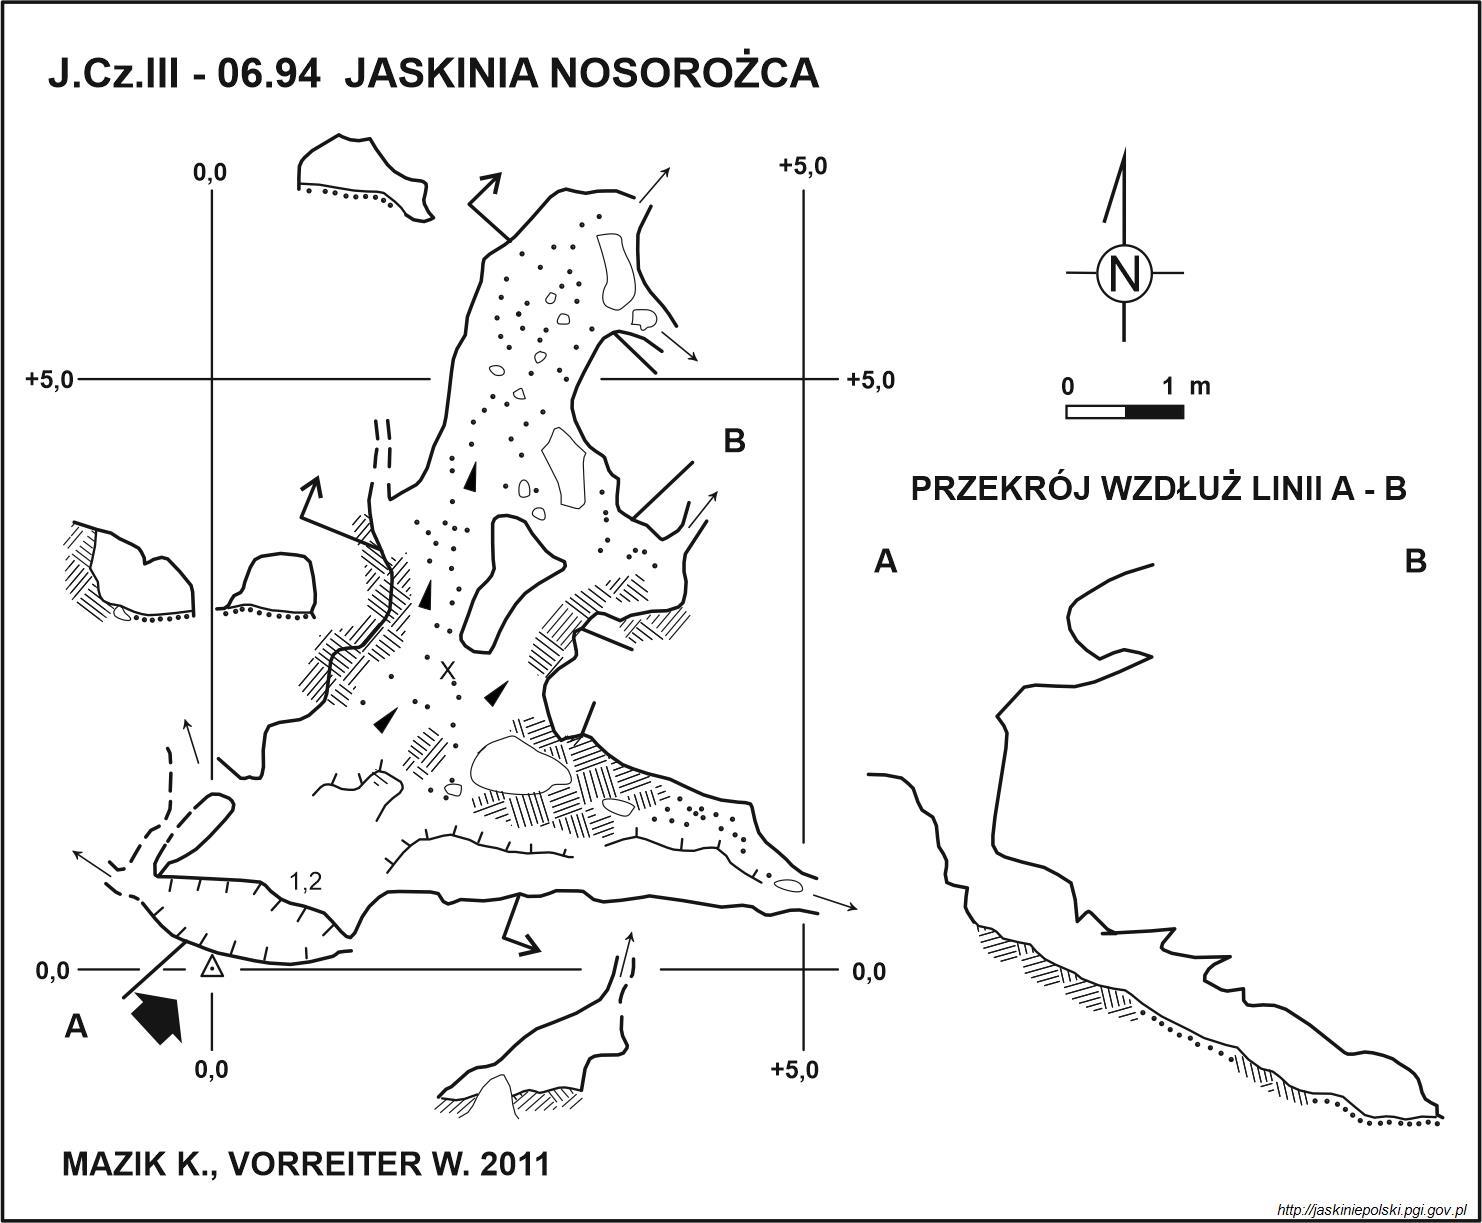 J.Cz.III - 06.94 JASKINIA NOSOROŻCA
0,0
+5,0
N
+5,0
+5,0
0
1 m
B
PRZEKRÓJ WZDŁUŻ LINII A - B
A
B
X
1,2
0,0
0,0
A
0,0
+5,0
MAZIK K., VORREITER W. 2011
http://jaskiniepolski.pgi.gov.pl